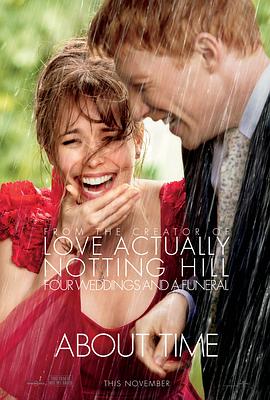 FROM THE CREATOR OF
LOVE ACTUALLY
NOTTING HILL
FOUR WEDDINGS AND A FUNERAL
ABOUT TIME
THIS NOVEMBER